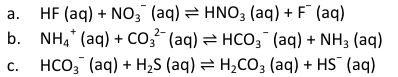 a. HF (aq) + NO₃⁻ (aq) ⇌ HNO₃ (aq) + F⁻ (aq)
b. NH₄⁺ (aq) + CO₃²⁻ (aq) ⇌ HCO₃⁻ (aq) + NH₃ (aq)
c. HCO₃⁻ (aq) + H₂S (aq) ⇌ H₂CO₃ (aq) + HS⁻ (aq)